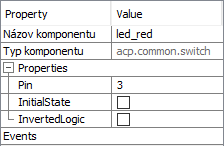 Property Value
Názov komponentu led_red
Typ komponentu acp.common.switch
Properties
Pin 3
InitialState
InvertedLogic
Events